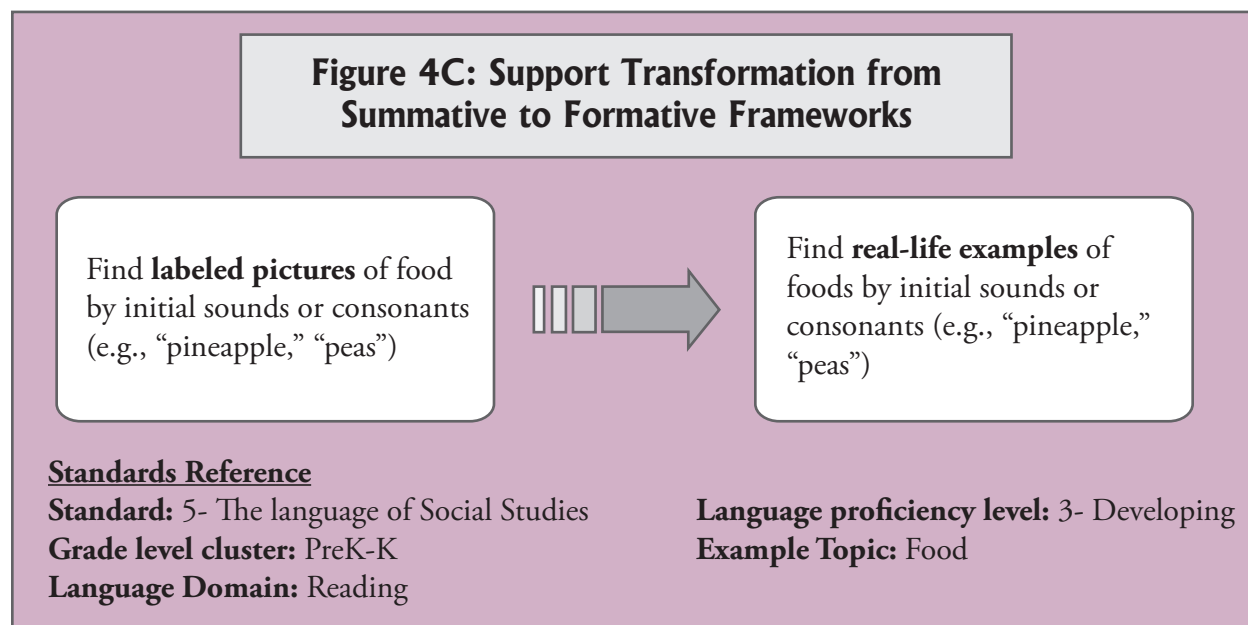 Figure 4C: Support Transformation from
Summative to Formative Frameworks
Find labeled pictures of food
by initial sounds or consonants
(e.g., “pineapple,” “peas”)
Find real-life examples of
foods by initial sounds or
consonants (e.g., “pineapple,”
“peas”)
Standards Reference
Standard: 5- The language of Social Studies
Grade level cluster: PreK-K
Language Domain: Reading
Language proficiency level: 3- Developing
Example Topic: Food